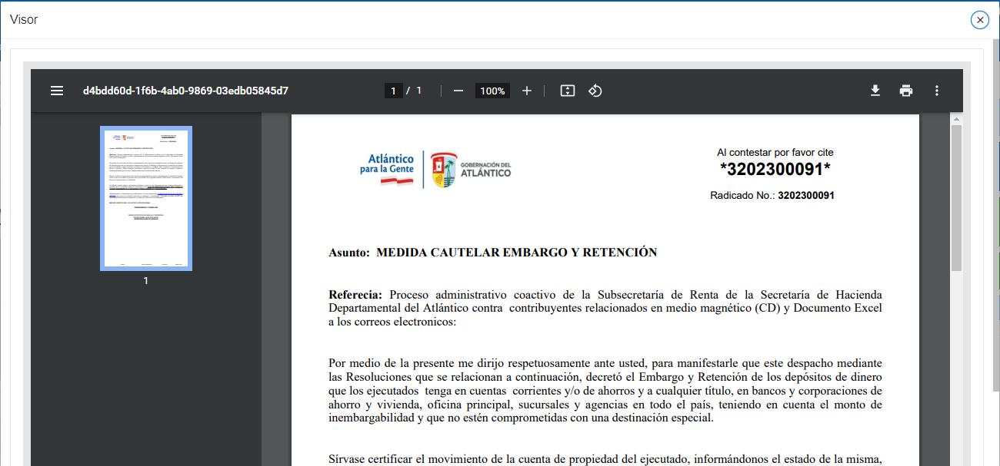 Visor
d4bdd60d-1f6b-4ab0-9869-03edb05845d7
1 / 1
100%
1
Atlántico
para la Gente
GOBERNACIÓN DEL
ATLÁNTICO
Al contestar por favor cite
*3202300091*
Radicado No.: 3202300091
Asunto: MEDIDA CAUTELAR EMBARGO Y RETENCIÓN
Referecia: Proceso administrativo coactivo de la Subsecretaría de Renta de la Secretaría de Hacienda
Departamental del Atlántico contra contribuyentes relacionados en medio magnético (CD) y Documento Excel
a los correos electronicos:
Por medio de la presente me dirijo respetuosamente ante usted, para manifestarle que este despacho mediante
las Resoluciones que se relacionan a continuación, decretó el Embargo y Retención de los depósitos de dinero
que los ejecutados tenga en cuentas corrientes y/o de ahorros y a cualquier título, en bancos y corporaciones de
ahorro y vivienda, oficina principal, sucursales y agencias en todo el país, teniendo en cuenta el monto de
inembargabilidad y que no estén comprometidas con una destinación especial.
Sírvase certificar el movimiento de la cuenta de propiedad del ejecutado, informándonos el estado de la misma,